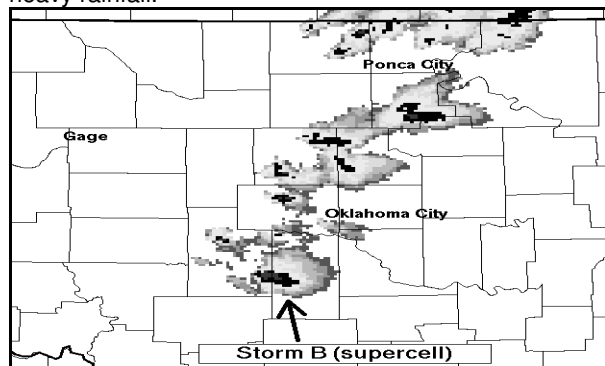 heavy rainfall.
Ponca City
Gage
Oklahoma City
Storm B (supercell)